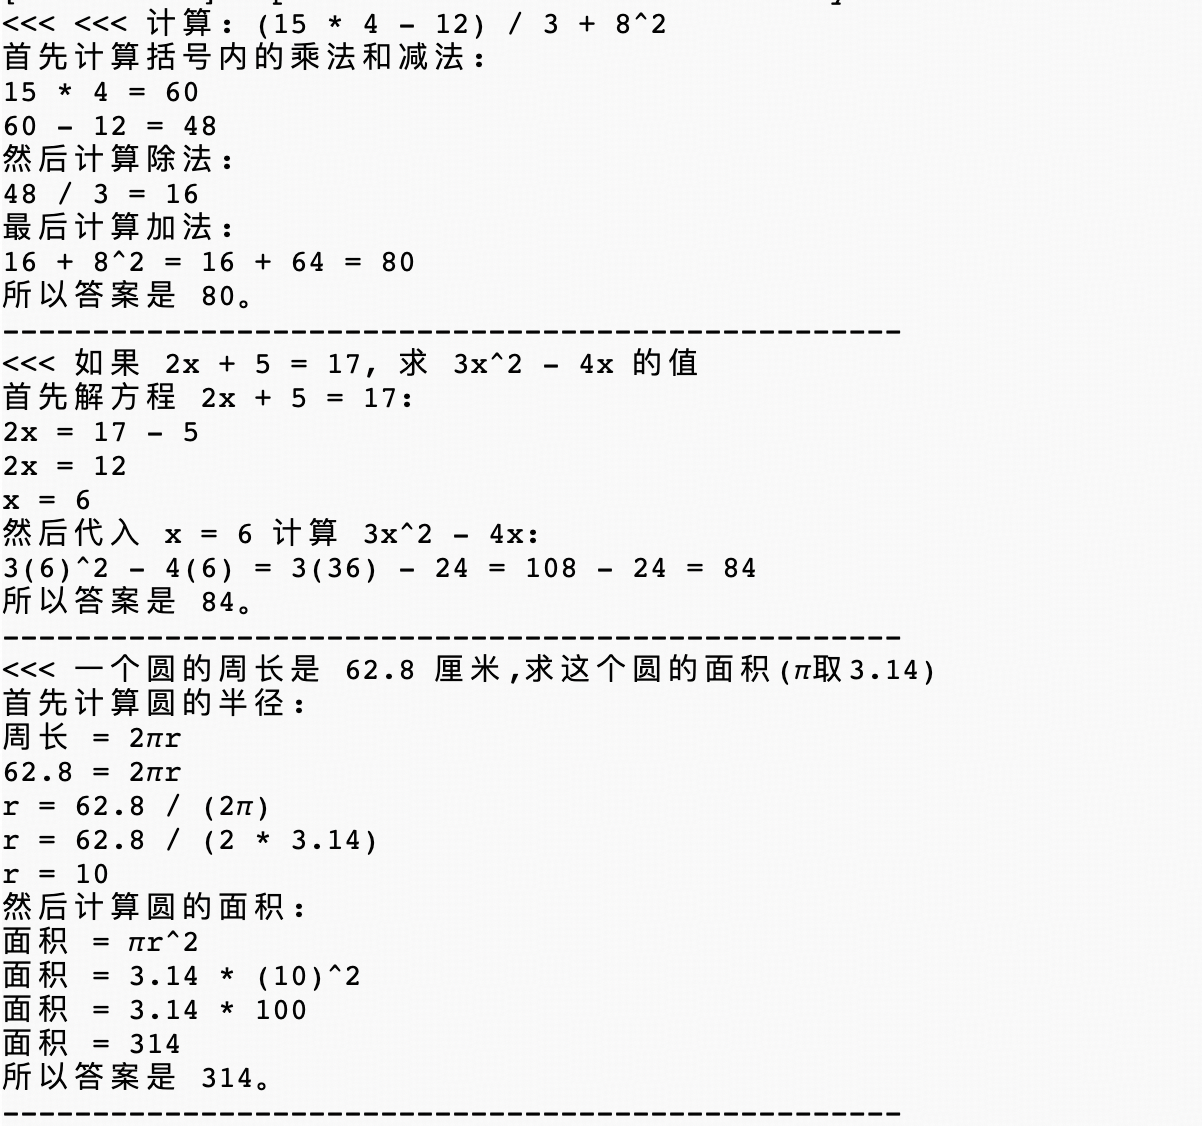 <<< <<< 计算：(15 * 4 - 12) / 3 + 8^2
首先计算括号内的乘法和减法：
15 * 4 = 60
60 - 12 = 48
然后计算除法：
48 / 3 = 16
最后计算加法：
16 + 8^2 = 16 + 64 = 80
所以答案是 80。
--------------------------------------------------
<<< 如果 2x + 5 = 17, 求 3x^2 - 4x 的值
首先解方程 2x + 5 = 17：
2x = 17 - 5
2x = 12
x = 6
然后代入 x = 6 计算 3x^2 - 4x：
3(6)^2 - 4(6) = 3(36) - 24 = 108 - 24 = 84
所以答案是 84。
--------------------------------------------------
<<< 一个圆的周长是 62.8 厘米,求这个圆的面积(π取3.14)
首先计算圆的半径：
周长 = 2πr
62.8 = 2πr
r = 62.8 / (2π)
r = 62.8 / (2 * 3.14)
r = 10
然后计算圆的面积：
面积 = πr^2
面积 = 3.14 * (10)^2
面积 = 3.14 * 100
面积 = 314
所以答案是 314。
--------------------------------------------------